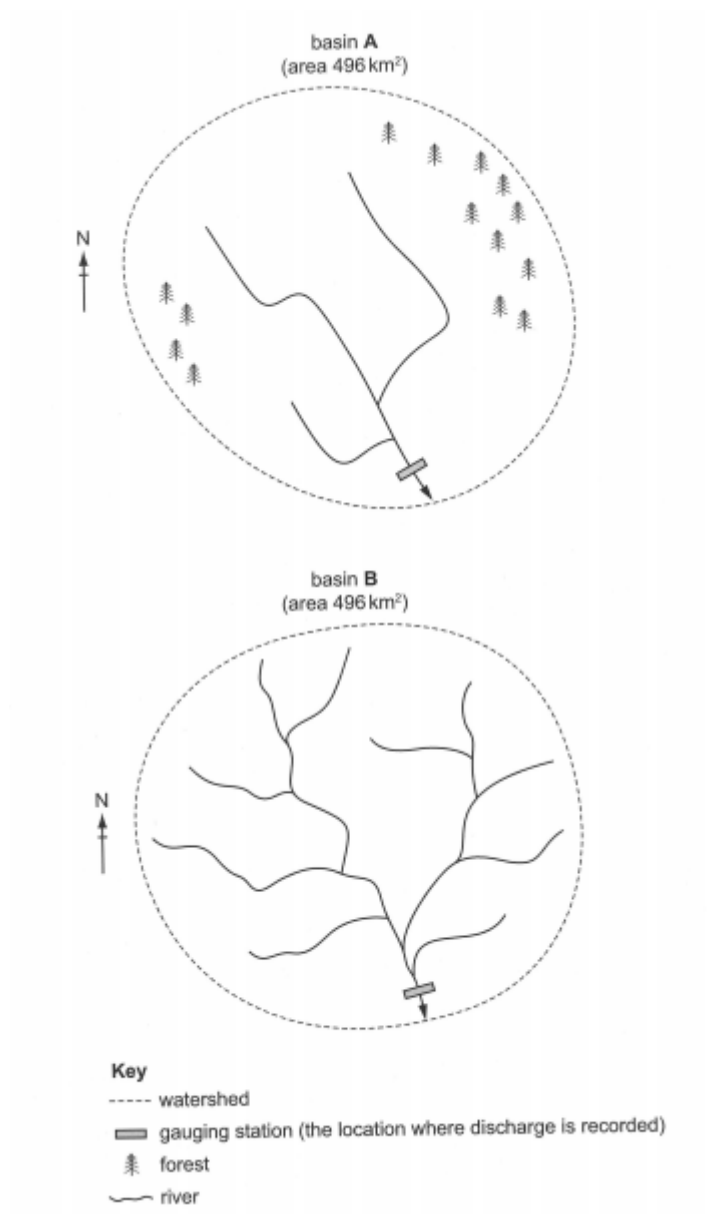 basin A
(area 496 km²)
N
basin B
(area 496 km²)
N
Key
watershed
gauging station (the location where discharge is recorded)
forest
river